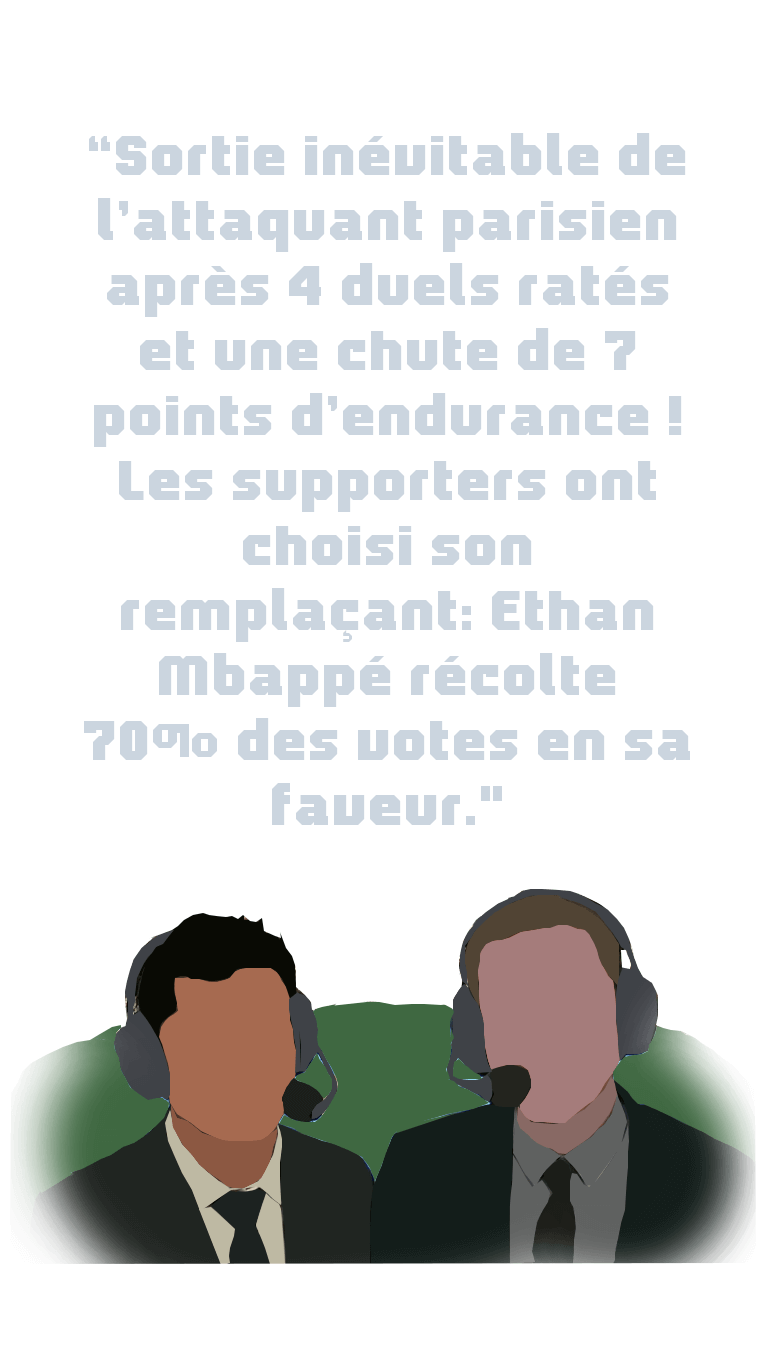 “Sortie inévitable de
l’attaquant parisien
après 4 duels ratés
et une chute de 7
points d’endurance !
Les supporters ont
choisi son
remplaçant: Ethan
Mbappé récolte
70% des votes en sa
faveur."